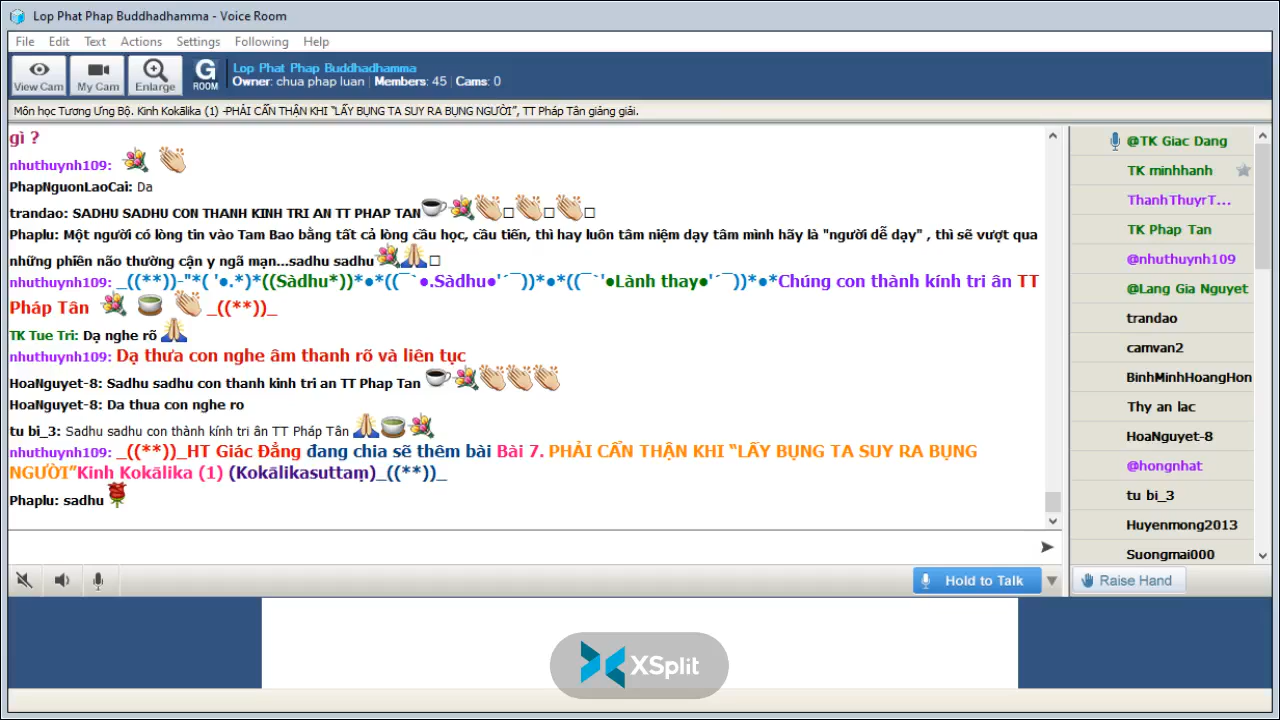 Lop Phat Phap Buddhadhamma - Voice Room
File Edit Text Actions Settings Following Help
View Cam My Cam Enlarge G ROOM
Lop Phat Phap Buddhadhamma
Owner: chua phap luan | Members: 45 | Cams: 0
Môn học Tương Ưng Bộ. Kinh Kokālika (1) -PHẢI CẨN THẬN KHI “LẤY BỤNG TA SUY RA BỤNG NGƯỜI”, TT Pháp Tân giảng giải.
gì ?
nhuthuynh109:
PhapNguonLaoCai: Da
trandao: SADHU SADHU CON THANH KINH TRI AN TT PHAP TAN
Phaplu: Một người có lòng tin vào Tam Bao bằng tất cả lòng cầu học, cầu tiến, thì hay luôn tâm niệm dạy tâm mình hãy là "người dễ dạy" , thì sẽ vượt qua
những phiền não thường cận y ngã mạn...sadhu sadhu
nhuthuynh109: _((**))-"*( '●.*)*((Sàdhu*))*●*((¯`●.Sàdhu●'´¯))*●*((¯`'●Lành thay●'´¯))*●*Chúng con thành kính tri ân TT
Pháp Tân _((**))_
TK Tue Tri: Dạ nghe rõ
nhuthuynh109: Dạ thưa con nghe âm thanh rõ và liên tục
HoaNguyet-8: Sadhu sadhu con thanh kinh tri an TT Phap Tan
HoaNguyet-8: Da thua con nghe ro
tu bi_3: Sadhu sadhu con thành kính tri ân TT Pháp Tân
nhuthuynh109: _((**))_HT Giác Đẳng đang chia sẽ thêm bài Bài 7. PHẢI CẨN THẬN KHI “LẤY BỤNG TA SUY RA BỤNG
NGƯỜI”Kinh Kokālika (1) (Kokālikasuttaṃ)_((**))_
Phaplu: sadhu
Hold to Talk
@TK Giac Dang
TK minhhanh
ThanhThuyrT...
TK Phap Tan
@nhuthuynh109
@Lang Gia Nguyet
trandao
camvan2
BinhMinhHoangHon
Thy an lac
HoaNguyet-8
@hongnhat
tu bi_3
Huyenmong2013
Suongmai000
Raise Hand
XSplit